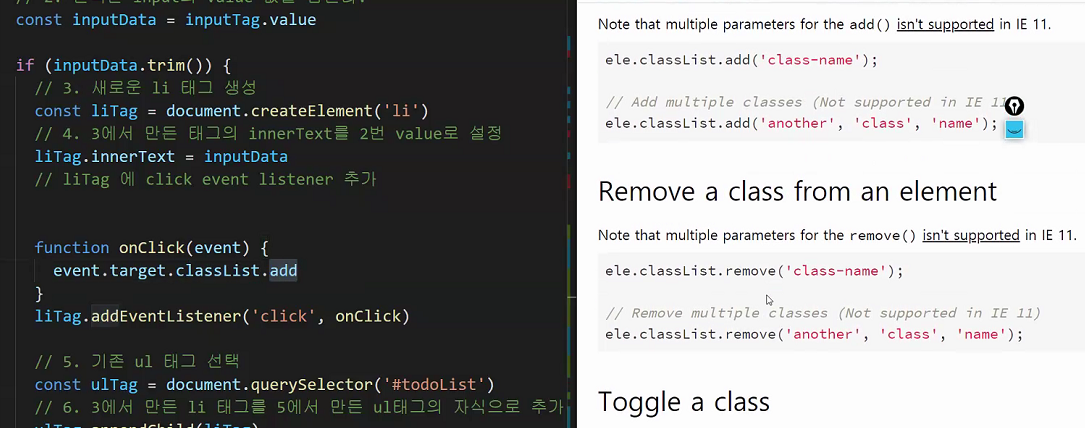 const inputData = inputTag.value
if (inputData.trim()) {
// 3. 새로운 li 태그 생성
const liTag = document.createElement('li')
// 4. 3에서 만든 태그의 innerText를 2번 value로 설정
liTag.innerText = inputData
// liTag 에 click event listener 추가
function onClick(event) {
event.target.classList.add
}
liTag.addEventListener('click', onClick)
// 5. 기존 ul 태그 선택
const ulTag = document.querySelector('#todoList')
// 6. 3에서 만든 li 태그를 5에서 만든 ul태그의 자식으로 추가
ulTag.appendChild(liTag)
Note that multiple parameters for the add() isn't supported in IE 11.
ele.classList.add('class-name');
// Add multiple classes (Not supported in IE 11
ele.classList.add('another', 'class', 'name');
Remove a class from an element
Note that multiple parameters for the remove() isn't supported in IE 11.
ele.classList.remove('class-name');
// Remove multiple classes (Not supported in IE 11)
ele.classList.remove('another', 'class', 'name');
Toggle a class